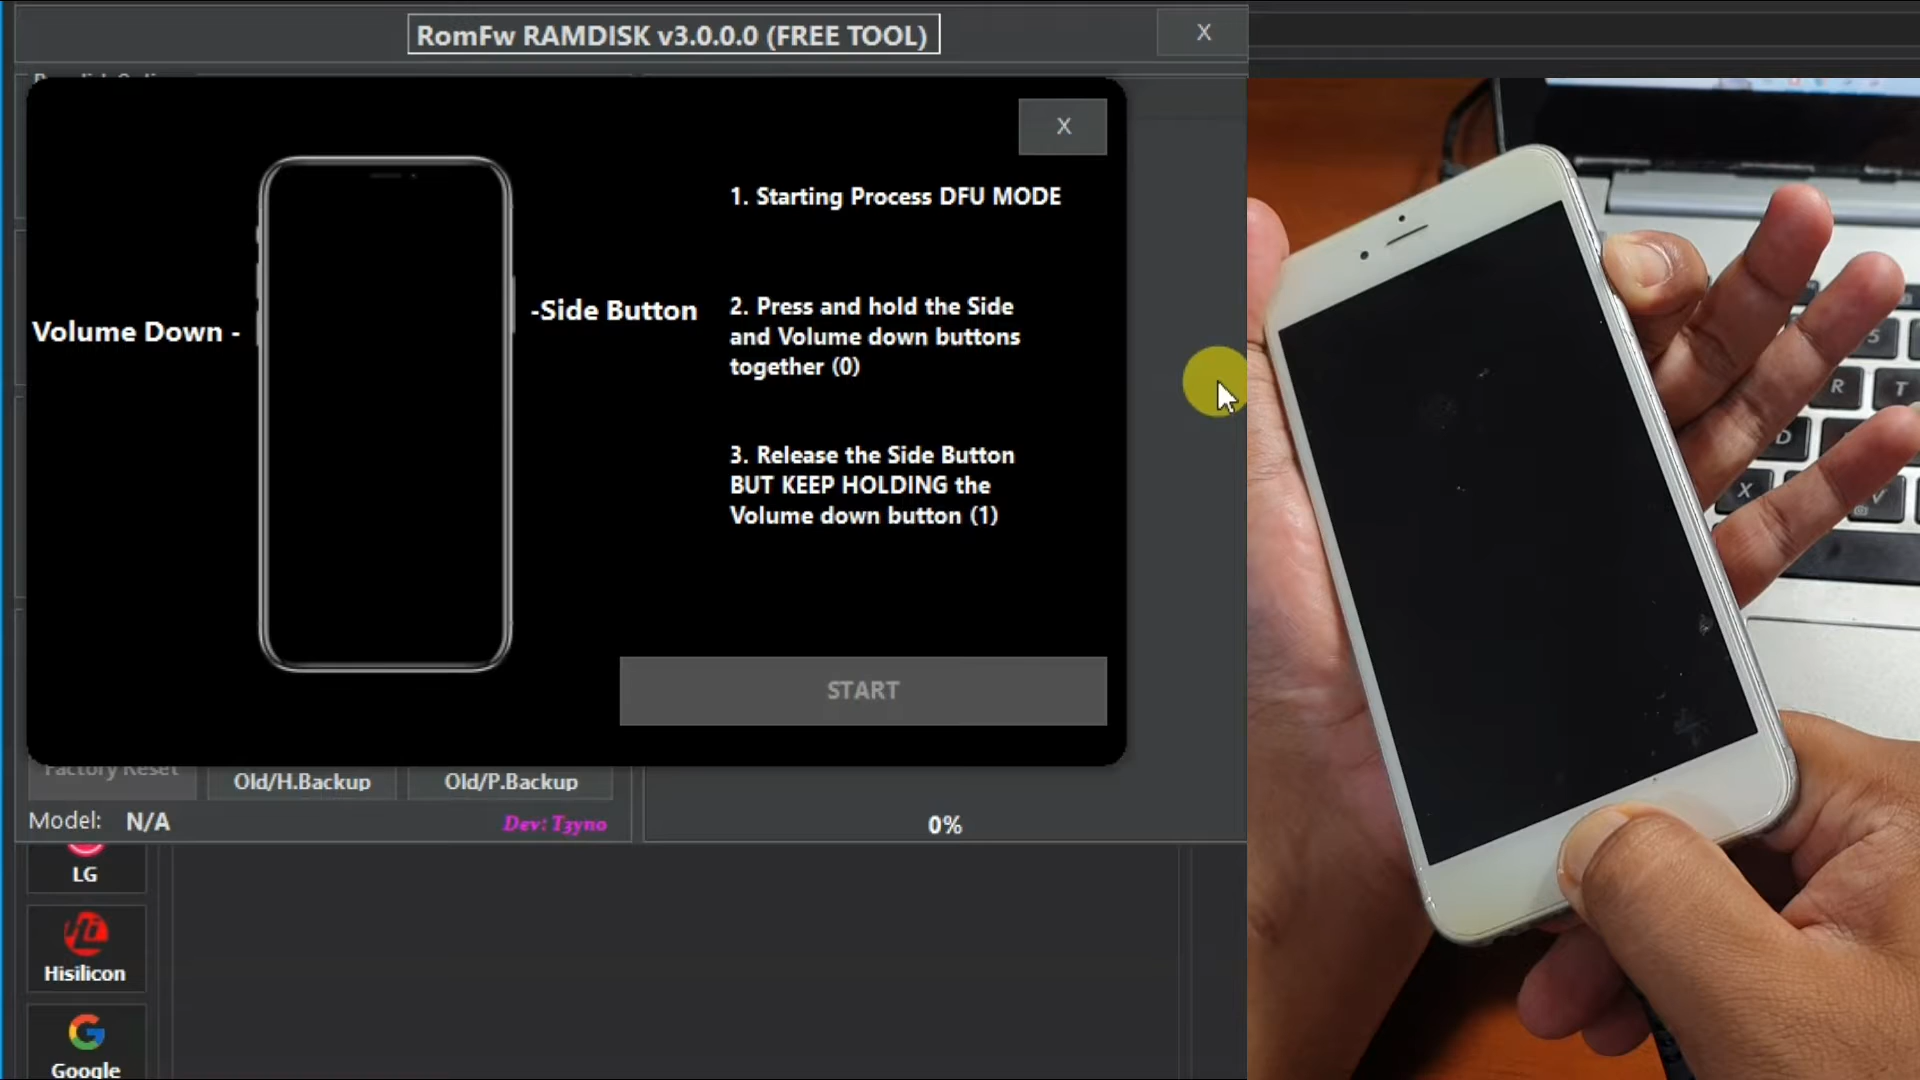 RomFw RAMDISK v3.0.0.0 (FREE TOOL)
X
X
1. Starting Process DFU MODE
Volume Down -
-Side Button
2. Press and hold the Side
and Volume down buttons
together (0)
3. Release the Side Button
BUT KEEP HOLDING the
Volume down button (1)
START
Factory Reset
Old/H.Backup
Old/P.Backup
Model: N/A
Dev: T3yno
0%
LG
Hisilicon
Google
S
R
T
D
X
V